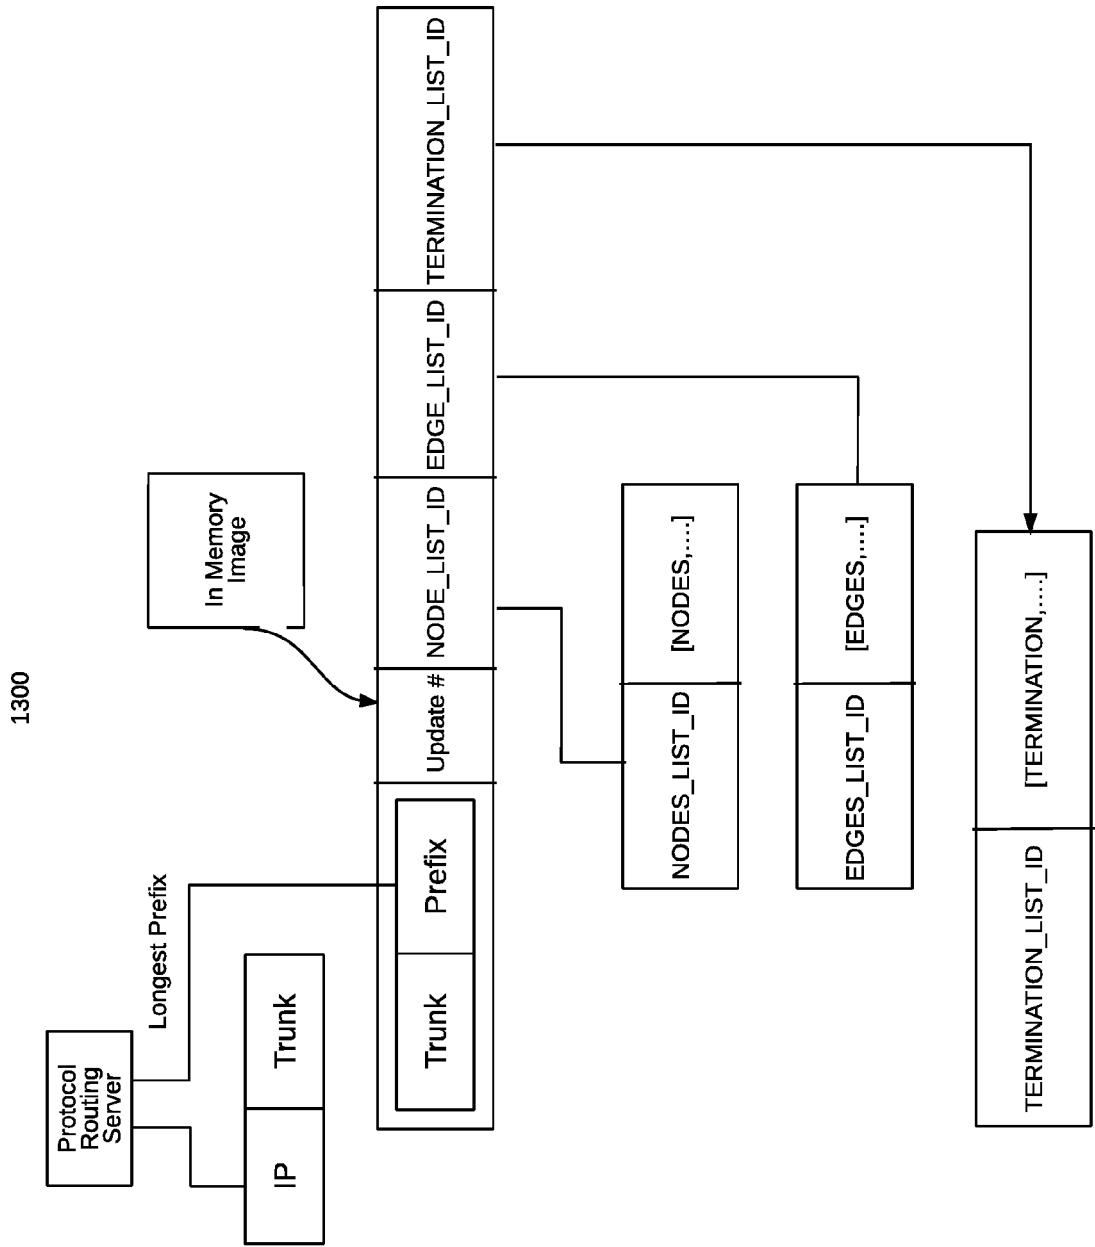 1300
Protocol
Routing
Server
Longest Prefix
IP
Trunk
In Memory
Image
Trunk
Prefix
Update #
NODE_LIST_ID
EDGE_LIST_ID
TERMINATION_LIST_ID
NODES_LIST_ID
[NODES,....]
EDGES_LIST_ID
[EDGES,....]
TERMINATION_LIST_ID
[TERMINATION,....]